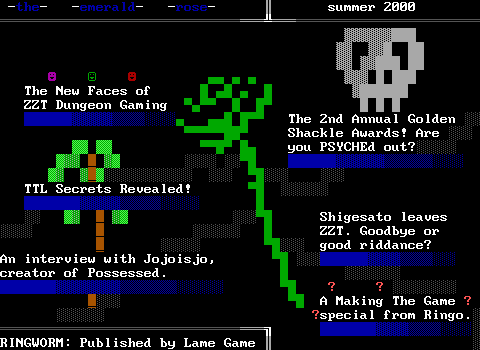 -the- -emerald- -rose-
summer 2000
The New Faces of
ZZT Dungeon Gaming
The 2nd Annual Golden
Shackle Awards! Are
you PSYCHEd out?
TTL Secrets Revealed!
Shigesato leaves
ZZT. Goodbye or
good riddance?
An interview with Jojoisjo,
creator of Possessed.
? ?
A Making The Game ?
?special from Ringo.
RINGWORM: Published by Lame Game